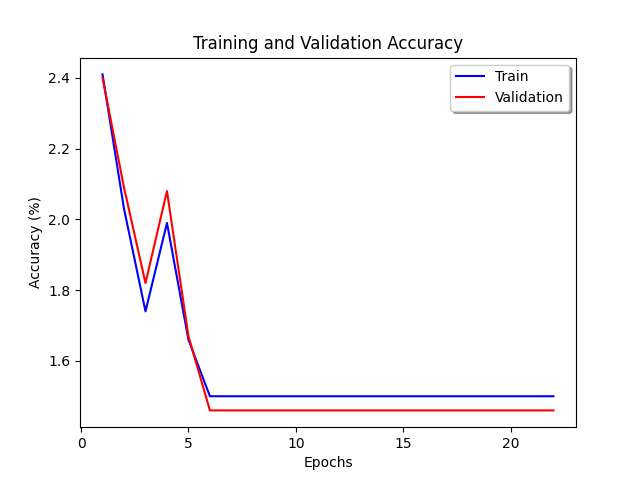 Training and Validation Accuracy
Train
Validation
2.4
2.2
2.0
1.8
1.6
Accuracy (%)
0 5 10 15 20
Epochs